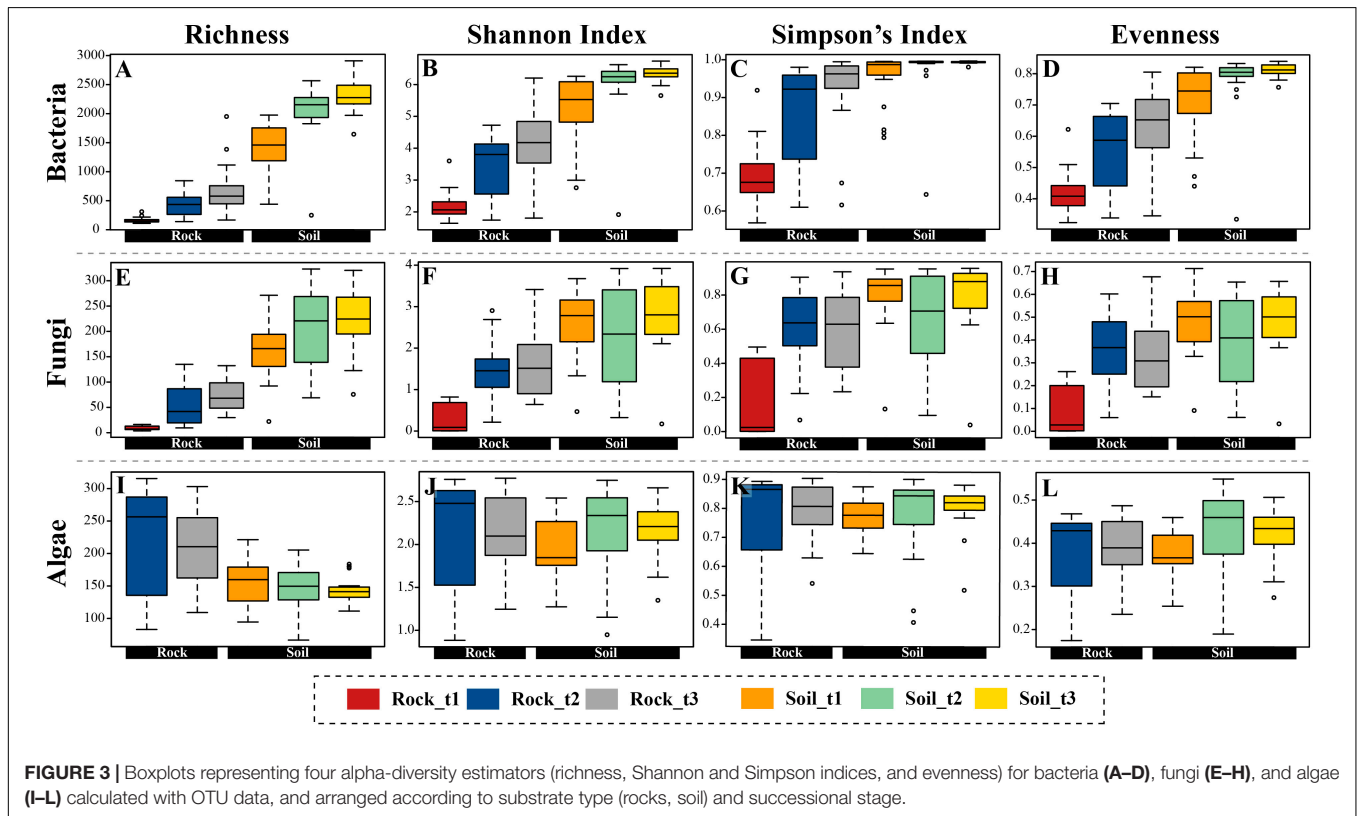 Richness Shannon Index Simpson's Index Evenness
Bacteria
A
3000
2500
2000
1500
1000
500
0
Rock Soil
B
6
5
4
3
2
Rock Soil
C
1.0
0.9
0.8
0.7
0.6
Rock Soil
D
0.8
0.7
0.6
0.5
0.4
Rock Soil
Fungi
E
300
250
200
150
100
50
0
Rock Soil
F
4
3
2
1
0
Rock Soil
G
0.8
0.6
0.4
0.2
0.0
Rock Soil
H
0.7
0.6
0.5
0.4
0.3
0.2
0.1
0.0
Rock Soil
Algae
I
300
250
200
150
100
Rock Soil
J
2.5
2.0
1.5
1.0
Rock Soil
K
0.9
0.8
0.7
0.6
0.5
0.4
Rock Soil
L
0.5
0.4
0.3
0.2
Rock Soil
Rock_t1 Rock_t2 Rock_t3 Soil_t1 Soil_t2 Soil_t3
FIGURE 3 | Boxplots representing four alpha-diversity estimators (richness, Shannon and Simpson indices, and evenness) for bacteria (A–D), fungi (E–H), and algae
(I–L) calculated with OTU data, and arranged according to substrate type (rocks, soil) and successional stage.